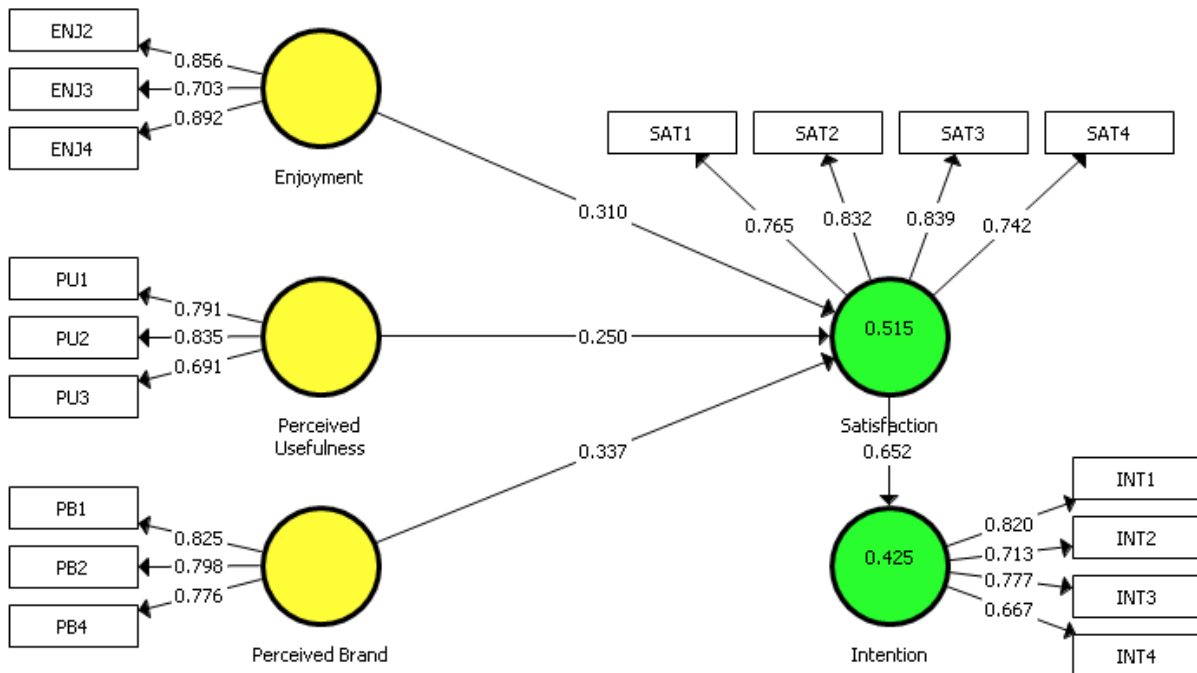 ENJ2
0.856
ENJ3
0.703
ENJ4
0.892
Enjoyment
SAT1
SAT2
SAT3
SAT4
0.765
0.832
0.839
0.742
0.310
PU1
0.791
PU2
0.835
PU3
0.691
Perceived
Usefulness
0.250
0.515
Satisfaction
0.337
0.652
PB1
0.825
PB2
0.798
PB4
0.776
Perceived Brand
0.425
Intention
INT1
0.820
INT2
0.713
INT3
0.777
INT4
0.667